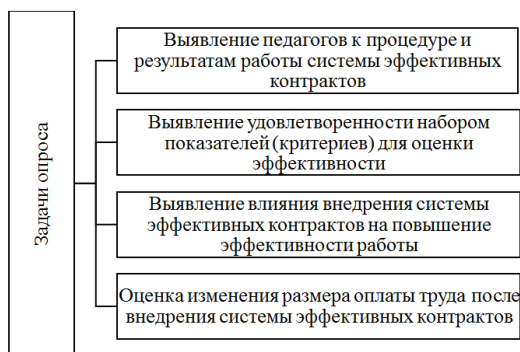 Задачи опроса
Выявление педагогов к процедуре и
результатам работы системы эффективных
контрактов
Выявление удовлетворенности набором
показателей (критериев) для оценки
эффективности
Выявление влияния внедрения системы
эффективных контрактов на повышение
эффективности работы
Оценка изменения размера оплаты труда после
внедрения системы эффективных контрактов